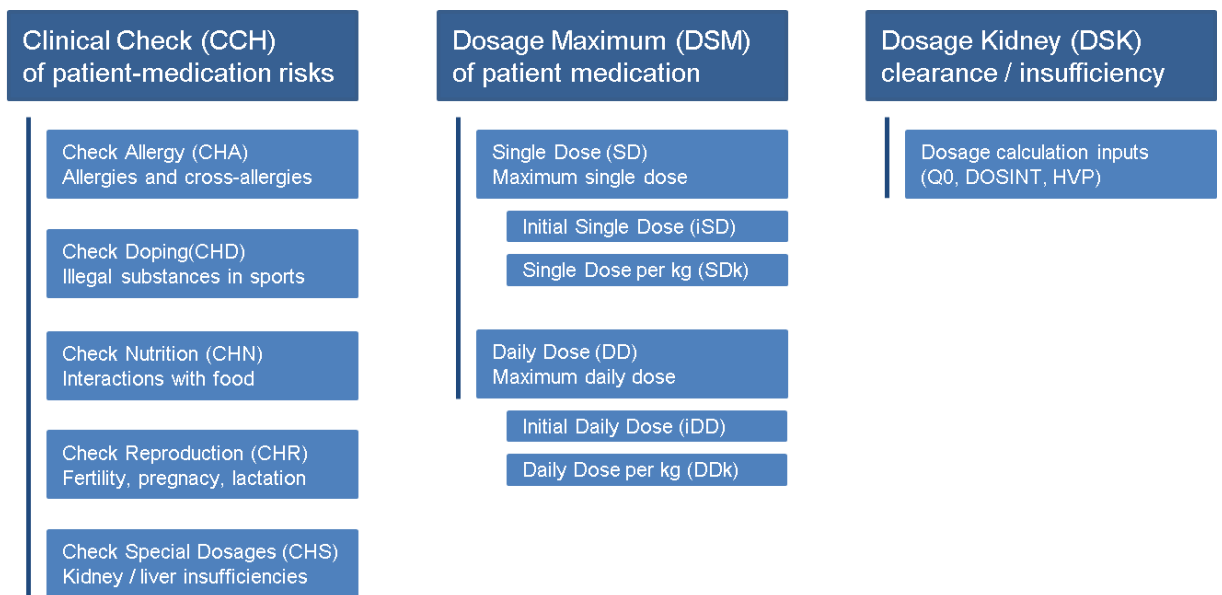 Clinical Check (CCH)
of patient-medication risks
Check Allergy (CHA)
Allergies and cross-allergies
Check Doping(CHD)
Illegal substances in sports
Check Nutrition (CHN)
Interactions with food
Check Reproduction (CHR)
Fertility, pregnancy, lactation
Check Special Dosages (CHS)
Kidney / liver insufficiencies
Dosage Maximum (DSM)
of patient medication
Single Dose (SD)
Maximum single dose
Initial Single Dose (iSD)
Single Dose per kg (SDk)
Daily Dose (DD)
Maximum daily dose
Initial Daily Dose (iDD)
Daily Dose per kg (DDk)
Dosage Kidney (DSK)
clearance / insufficiency
Dosage calculation inputs
(Q0, DOSINT, HVP)